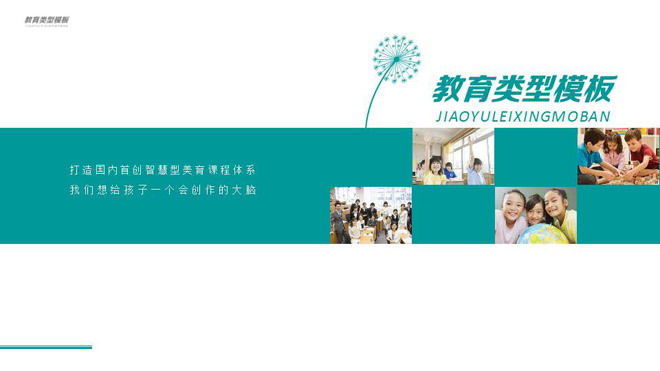 教育类型模板
教育类型模板
JIAOYULEIXINGMOBAN
打造国内首创智慧型美育课程体系
我们想给孩子一个会创作的大脑